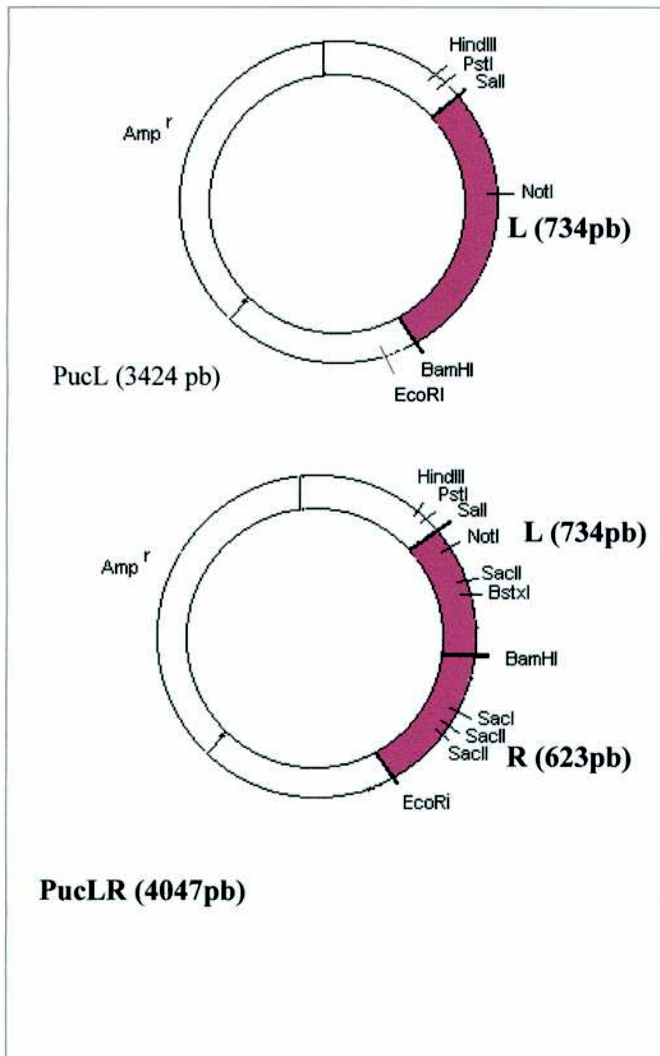 HindIII
PstI
SalI
Amp r
NotI
L (734pb)
PucL (3424 pb)
BamHI
EcoRI
HindIII
PstI
SalI
L (734pb)
NotI
Amp r
SacII
BstxI
BamHI
SacI
SacII
SacII
R (623pb)
EcoRi
PucLR (4047pb)